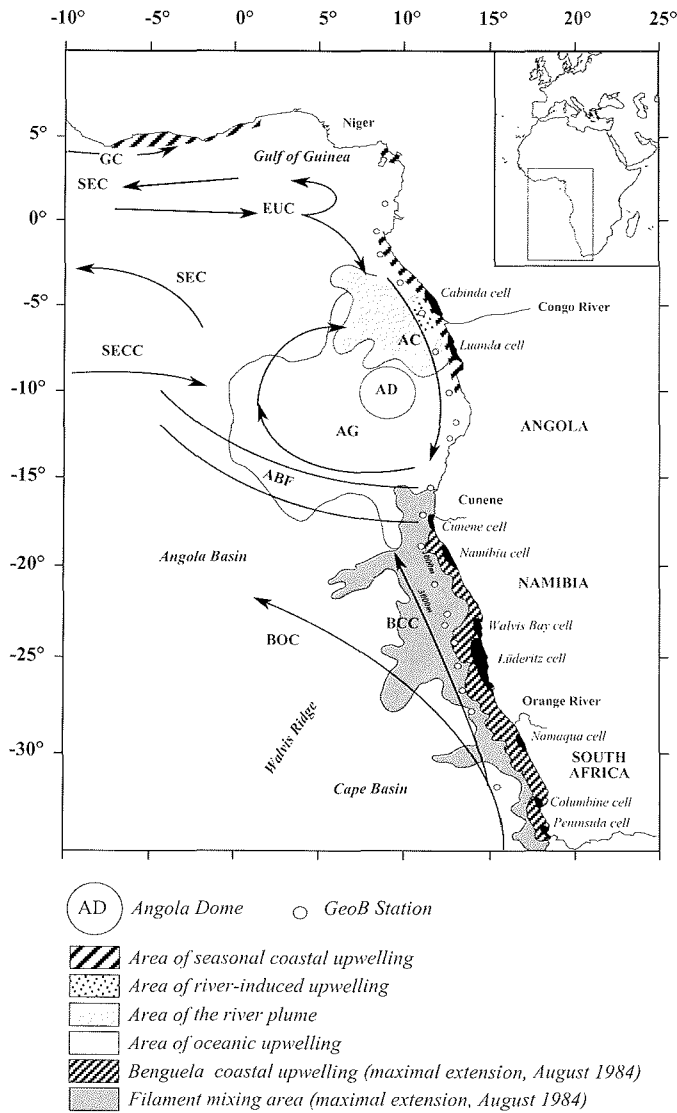 -10° -5° 0° 5° 10° 15° 20° 25°
5°
0°
-5°
-10°
-15°
-20°
-25°
-30°
Niger
GC
Gulf of Guinea
SEC
EUC
SEC
Cabinda cell
Congo River
AC
Luanda cell
SECC
AD
AG
ANGOLA
ABF
Cunene
Cunene cell
Angola Basin
Namibia cell
NAMIBIA
BCC
Walvis Bay cell
BOC
Lüderitz cell
Orange River
Walvis Ridge
Namaqua cell
SOUTH
AFRICA
Cape Basin
Columbine cell
Peninsula cell
AD Angola Dome GeoB Station
Area of seasonal coastal upwelling
Area of river-induced upwelling
Area of the river plume
Area of oceanic upwelling
Benguela coastal upwelling (maximal extension, August 1984)
Filament mixing area (maximal extension, August 1984)